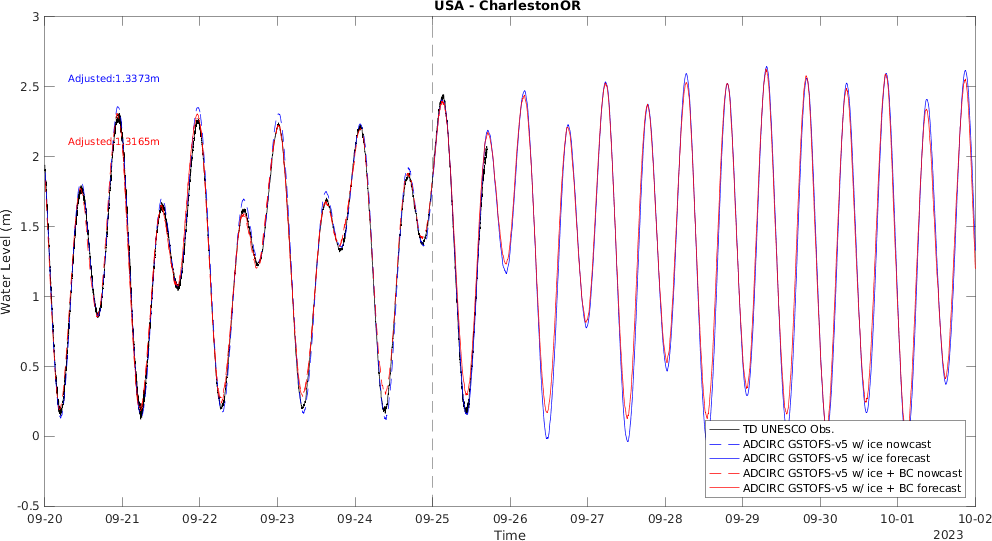 USA - CharlestonOR
3
2.5
2
1.5
1
0.5
0
-0.5
Water Level (m)
Adjusted:1.3373m
Adjusted:1.3165m
TD UNESCO Obs.
ADCIRC GSTOFS-v5 w/ ice nowcast
ADCIRC GSTOFS-v5 w/ ice forecast
ADCIRC GSTOFS-v5 w/ ice + BC nowcast
ADCIRC GSTOFS-v5 w/ ice + BC forecast
09-20 09-21 09-22 09-23 09-24 09-25 09-26 09-27 09-28 09-29 09-30 10-01 10-02
Time
2023